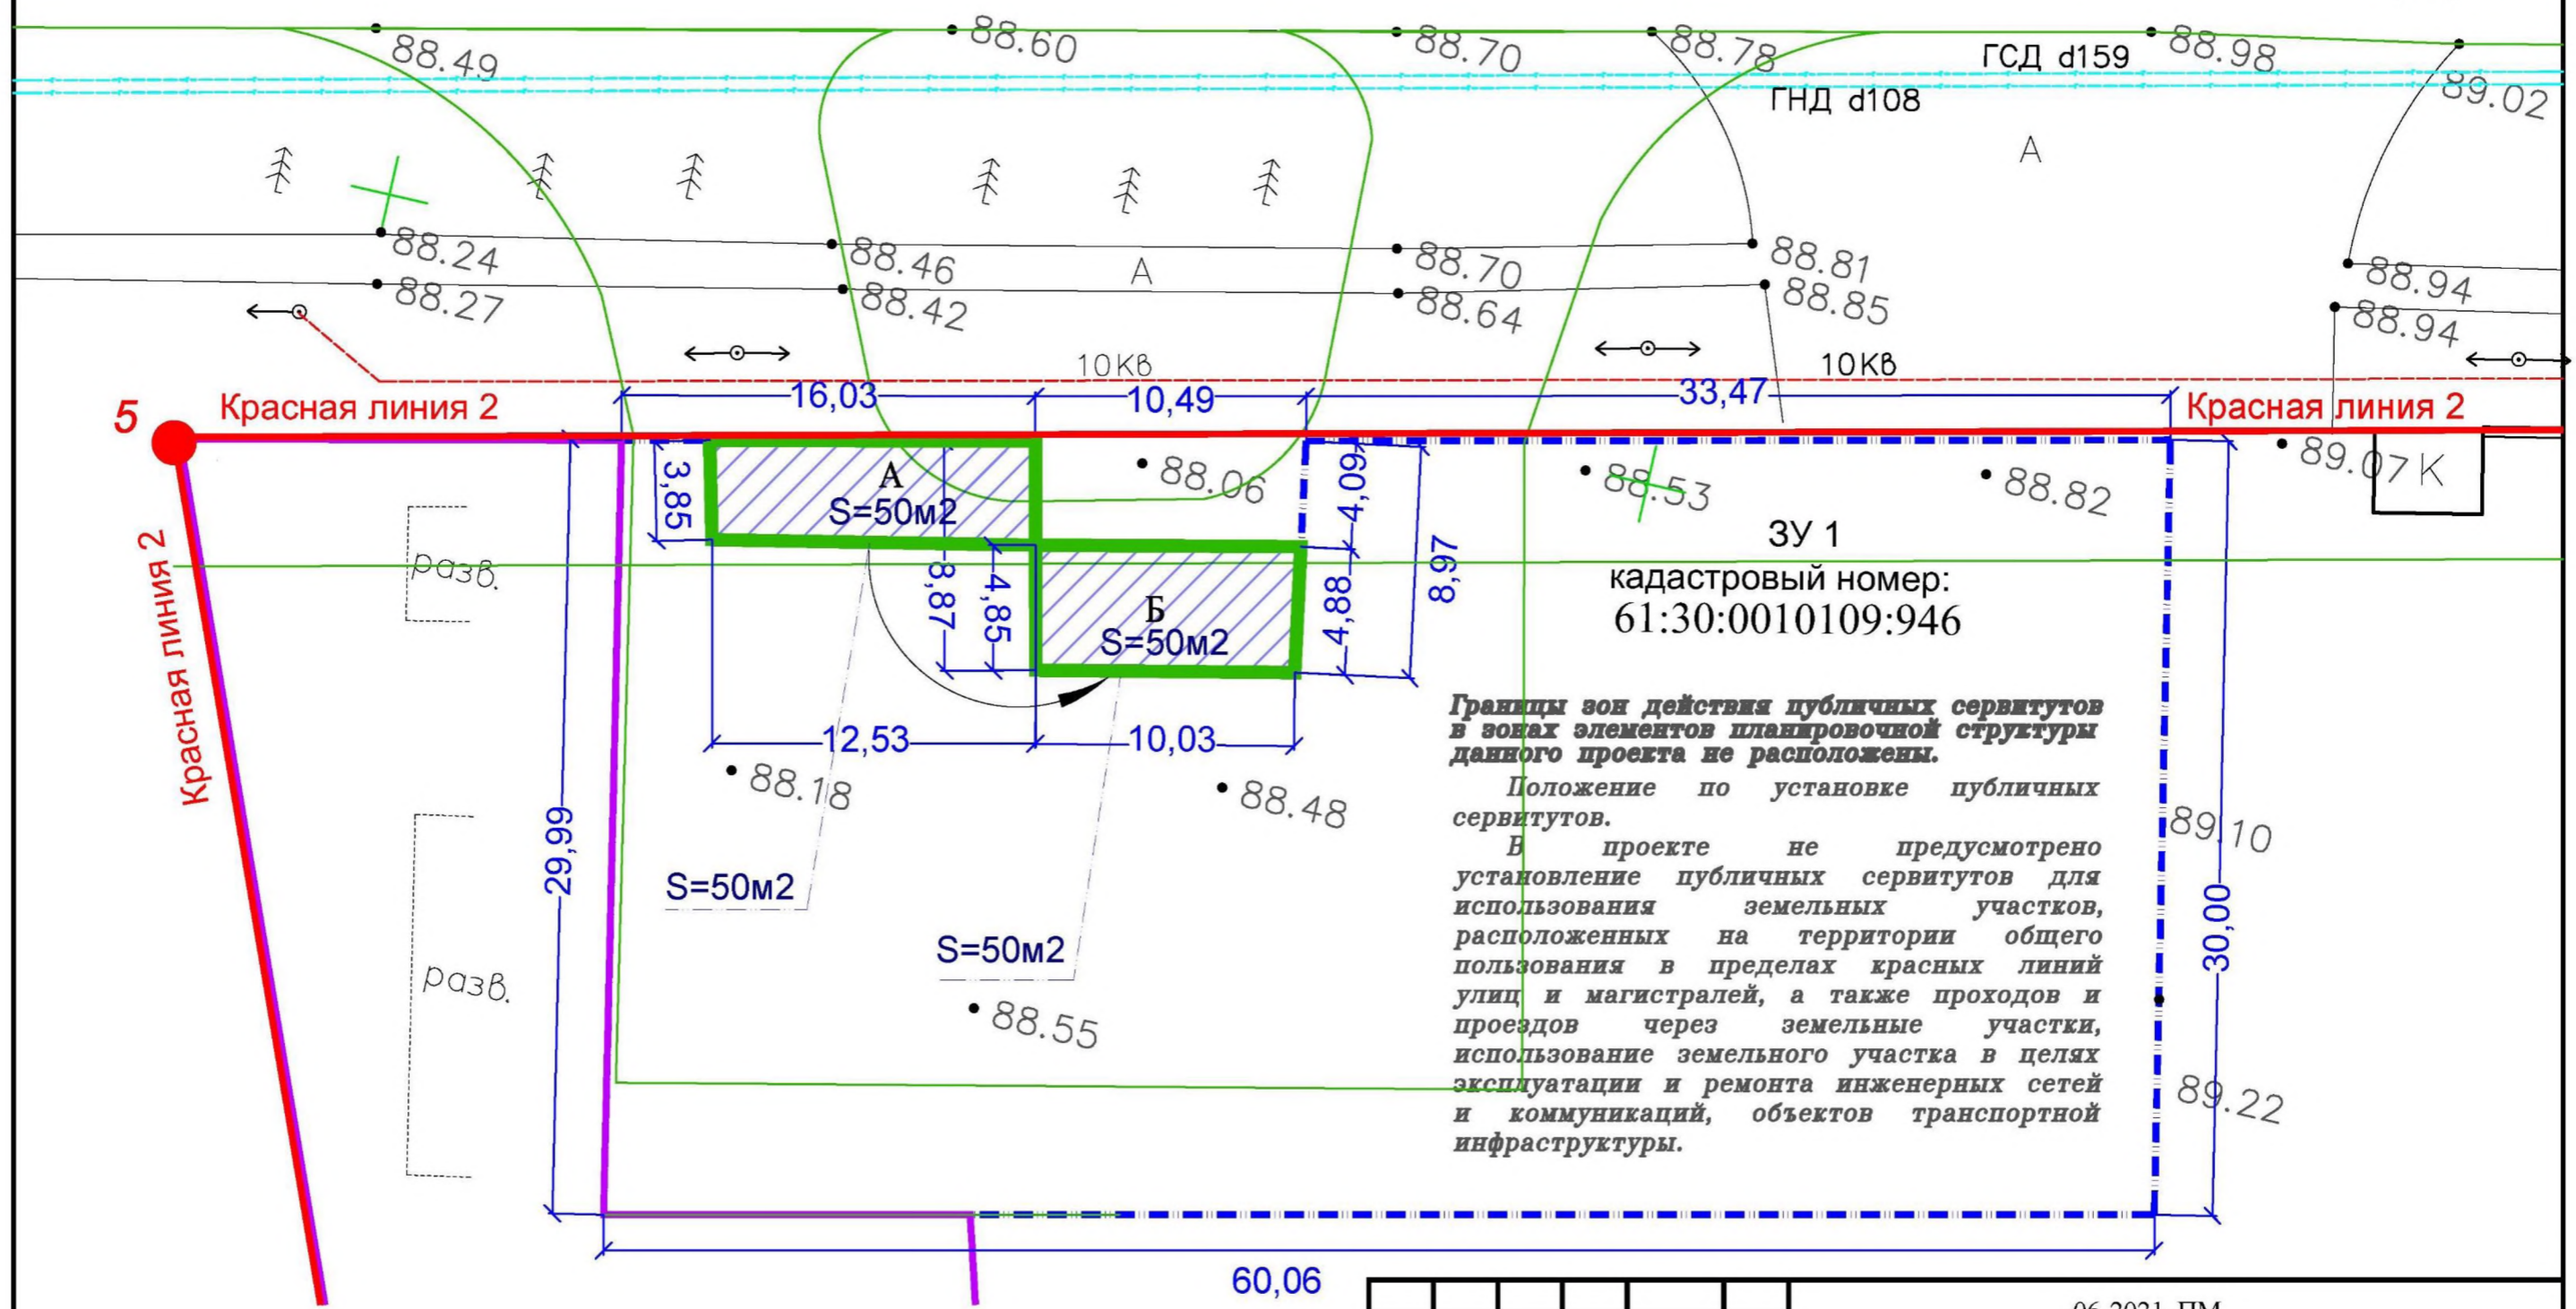 88.49
88.60
88.70
88.78
ГСД d159
88.98
89.02
ГНД d108
А
88.24
88.46
А
88.70
88.81
88.94
88.27
88.42
88.64
88.85
88.94
10Кв
10Кв
5
Красная линия 2
16,03
10,49
33,47
Красная линия 2
3,85
А
S=50м2
88.06
4,09
88.53
88.82
89.07
К
ЗУ 1
кадастровый номер:
61:30:0010109:946
Красная линия 2
разв.
8,87
4,85
Б
S=50м2
4,88
8,97
12,53
10,03
88.18
88.48
29,99
S=50м2
S=50м2
разв.
88.55
Границы зон действия публичных сервитутов
в зонах элементов планировочной структуры
данного проекта не расположены.
Положение по установке публичных
сервитутов.
В проекте не предусмотрено
установление публичных сервитутов для
использования земельных участков,
расположенных на территории общего
пользования в пределах красных линий
улиц и магистралей, а также проходов и
проездов через земельные участки,
использование земельного участка в целях
эксплуатации и ремонта инженерных сетей
и коммуникаций, объектов транспортной
инфраструктуры.
89.10
30,00
89.22
60,06